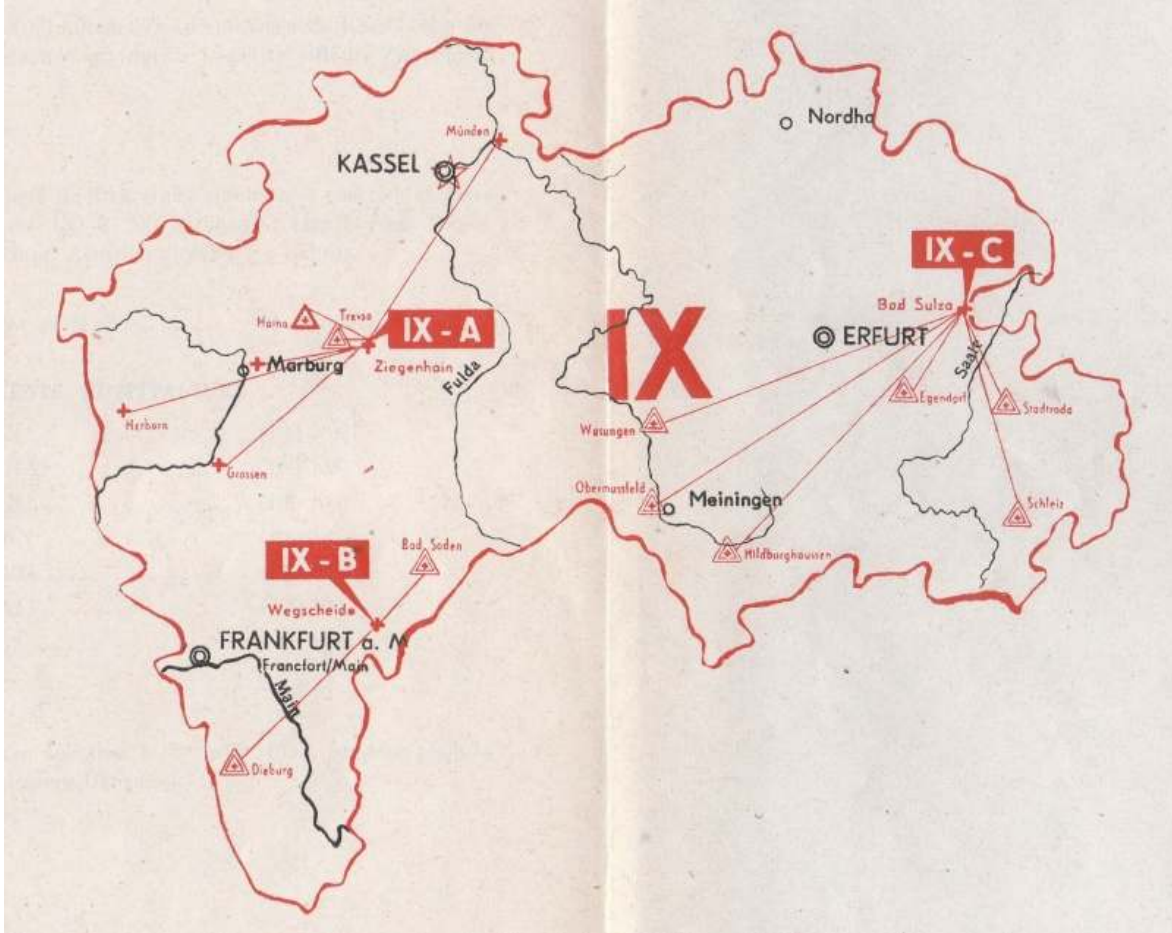 Nordha
Münden
KASSEL
IX - C
Bad Sulza
Haina
Treysa
IX - A
IX
ERFURT
Marburg
Ziegenhain
Fulda
Saale
Egendorf
Stadtroda
Herborn
Wasungen
Grossen
Obermassfeld
Meiningen
Schleiz
IX - B
Bad Soden
Hildburghausen
Wegscheide
FRANKFURT a. M
(Francfort/Main
Main
Dieburg